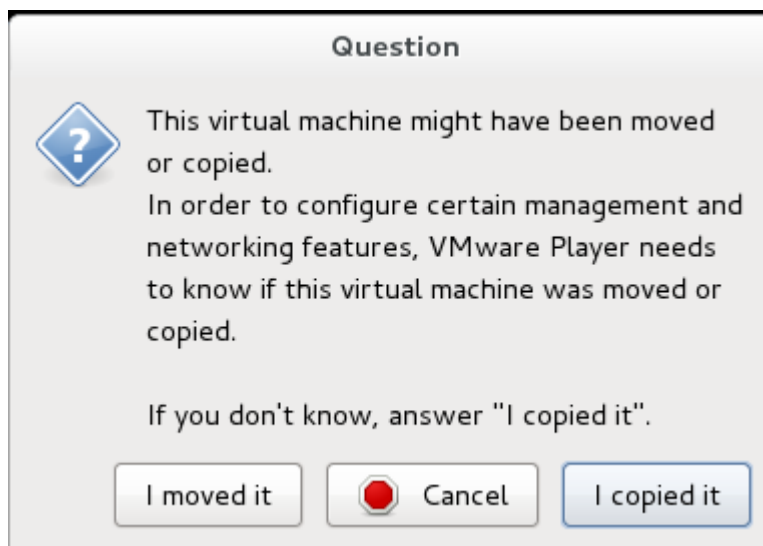 Question
This virtual machine might have been moved
or copied.
In order to configure certain management and
networking features, VMware Player needs
to know if this virtual machine was moved or
copied.
If you don't know, answer "I copied it".
I moved it
Cancel
I copied it